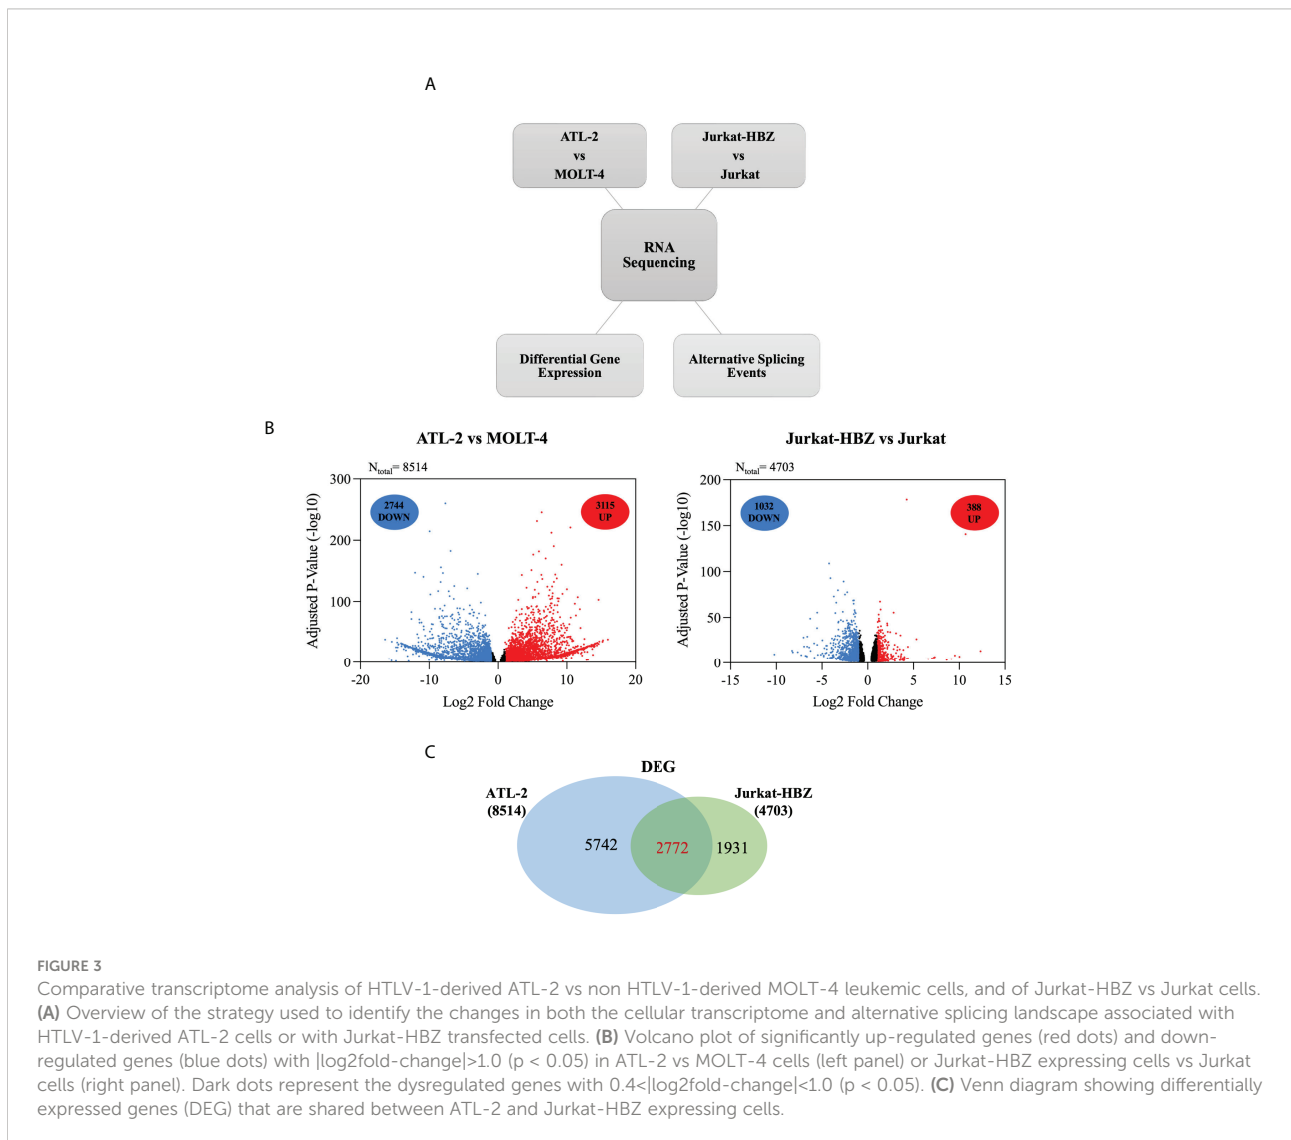 A
ATL-2
vs
MOLT-4
Jurkat-HBZ
vs
Jurkat
RNA
Sequencing
Differential Gene
Expression
Alternative Splicing
Events
B
ATL-2 vs MOLT-4
Ntotal= 8514
2744
DOWN
3115
UP
Adjusted P-Value (-log10)
300
200
100
0
-20
-10
0
10
20
Log2 Fold Change
Jurkat-HBZ vs Jurkat
Ntotal= 4703
1032
DOWN
388
UP
Adjusted P-Value (-log10)
200
150
100
50
0
-15
-10
-5
0
5
10
15
Log2 Fold Change
C
DEG
ATL-2
(8514)
Jurkat-HBZ
(4703)
5742
2772
1931
FIGURE 3
Comparative transcriptome analysis of HTLV-1-derived ATL-2 vs non HTLV-1-derived MOLT-4 leukemic cells, and of Jurkat-HBZ vs Jurkat cells.
(A) Overview of the strategy used to identify the changes in both the cellular transcriptome and alternative splicing landscape associated with
HTLV-1-derived ATL-2 cells or with Jurkat-HBZ transfected cells. (B) Volcano plot of significantly up-regulated genes (red dots) and down-
regulated genes (blue dots) with |log2fold-change|>1.0 (p < 0.05) in ATL-2 vs MOLT-4 cells (left panel) or Jurkat-HBZ expressing cells vs Jurkat
cells (right panel). Dark dots represent the dysregulated genes with 0.4<|log2fold-change|<1.0 (p < 0.05). (C) Venn diagram showing differentially
expressed genes (DEG) that are shared between ATL-2 and Jurkat-HBZ expressing cells.